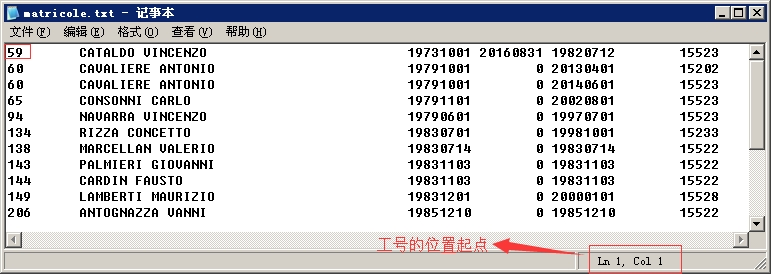 matricole.txt - 记事本
文件(F) 编辑(E) 格式(O) 查看(V) 帮助(H)
59 CATALDO VINCENZO 19731001 20160831 19820712 15523
60 CAVALIERE ANTONIO 19791001 0 20130401 15202
60 CAVALIERE ANTONIO 19791001 0 20140601 15523
65 CONSONNI CARLO 19791101 0 20020801 15523
94 NAVARRA VINCENZO 19790601 0 19970701 15523
134 RIZZA CONCETTO 19830701 0 19981001 15233
138 MARCELLAN VALERIO 19830714 0 19830714 15522
143 PALMIERI GIOVANNI 19831103 0 19831103 15522
144 CARDIN FAUSTO 19831103 0 19831103 15522
149 LAMBERTI MAURIZIO 19831201 0 20000101 15528
206 ANTOGNAZZA VANNI 19851210 0 19851210 15522
工号的位置起点
Ln 1, Col 1